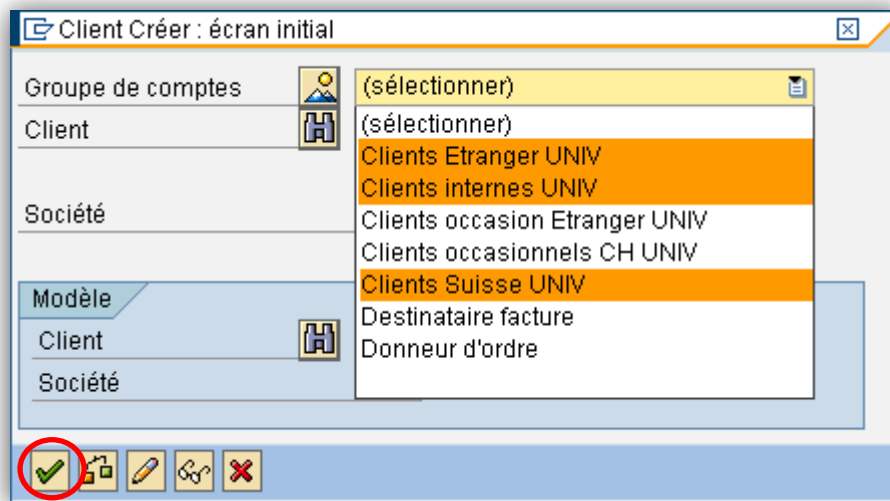 Client Créer : écran initial
Groupe de comptes
(sélectionner)
Client
(sélectionner)
Clients Etranger UNIV
Clients internes UNIV
Société
Clients occasion Etranger UNIV
Clients occasionnels CH UNIV
Clients Suisse UNIV
Modèle
Destinataire facture
Client
Donneur d'ordre
Société